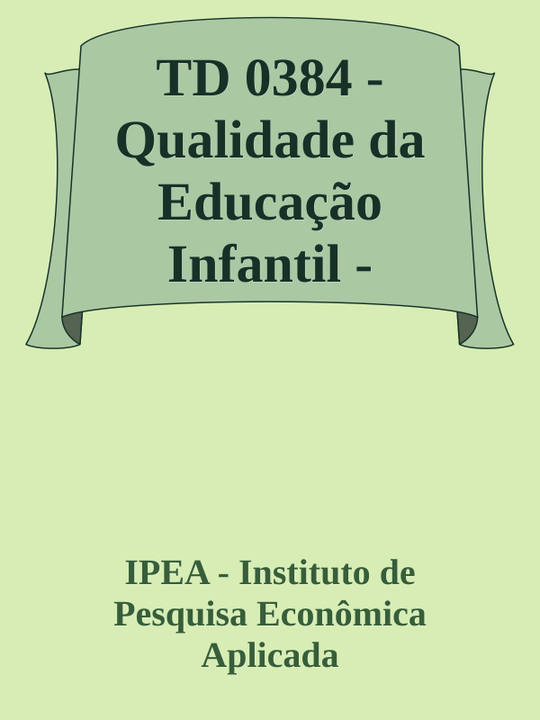 TD 0384 -
Qualidade da
Educação
Infantil -
IPEA - Instituto de
Pesquisa Econômica
Aplicada